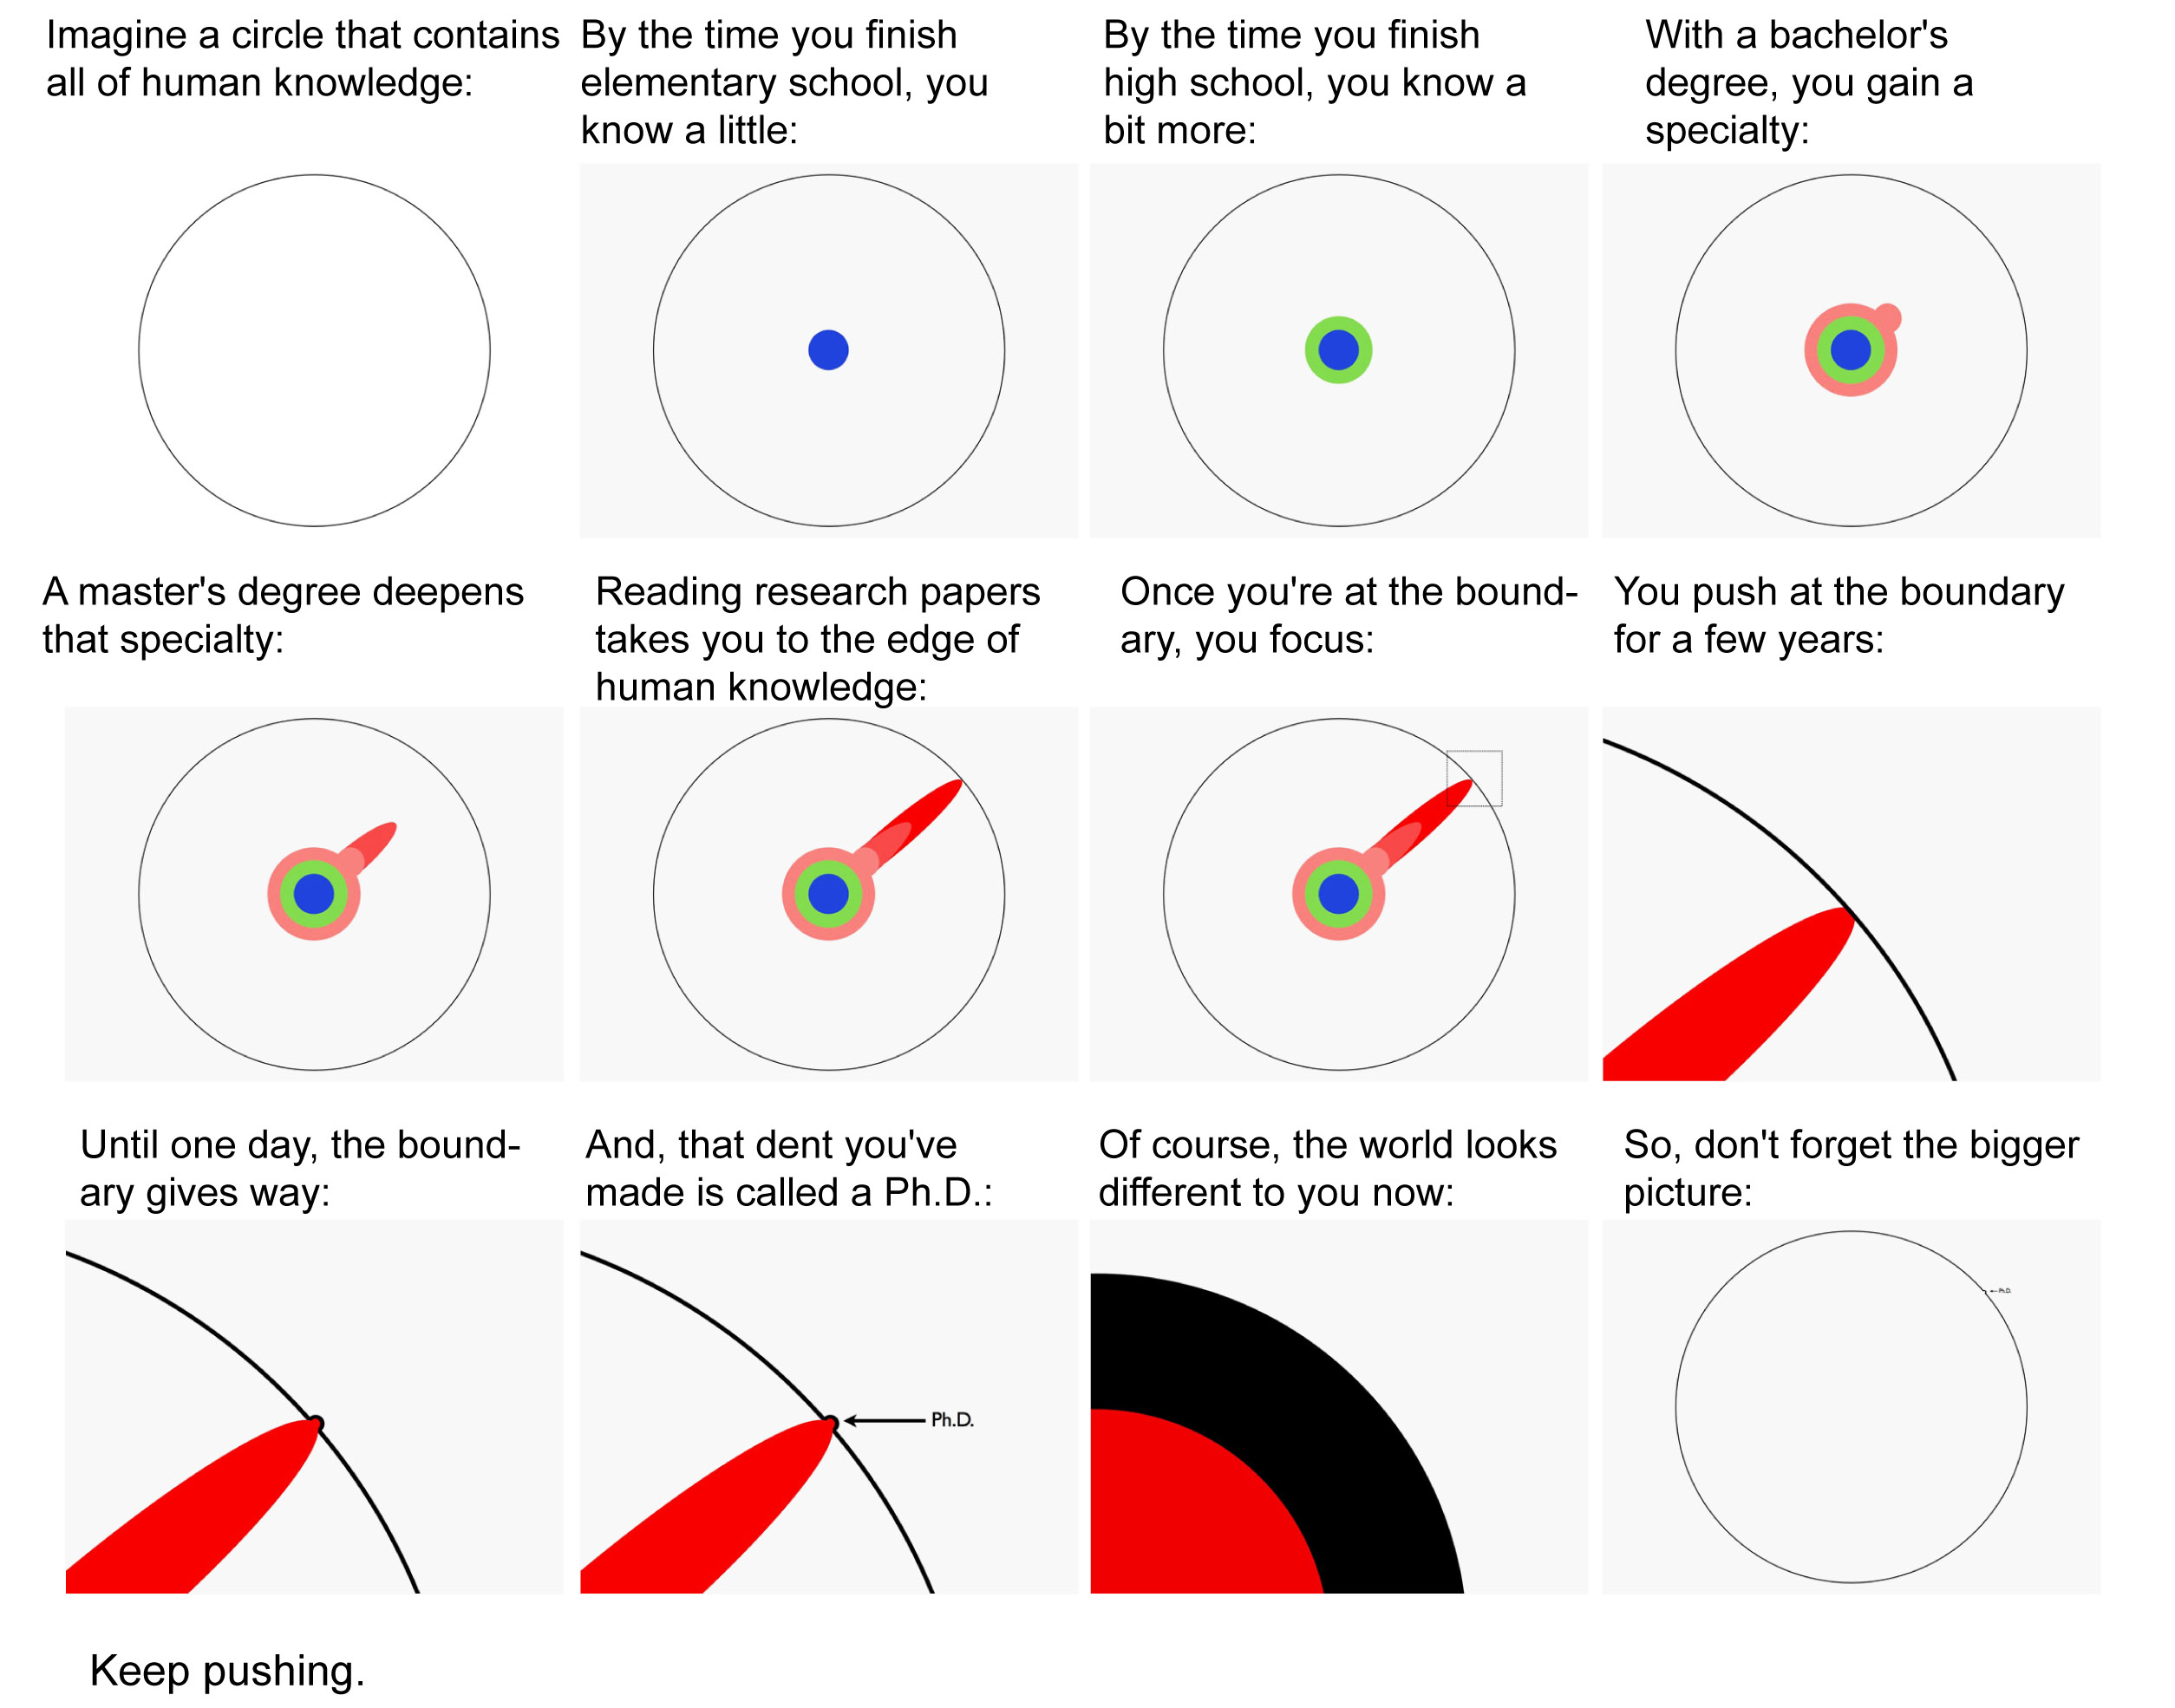 Imagine a circle that contains
all of human knowledge:
By the time you finish
elementary school, you
know a little:
By the time you finish
high school, you know a
bit more:
With a bachelor's
degree, you gain a
specialty:
A master's degree deepens
that specialty:
Reading research papers
takes you to the edge of
human knowledge:
Once you're at the bound-
ary, you focus:
You push at the boundary
for a few years:
Until one day, the bound-
ary gives way:
And, that dent you've
made is called a Ph.D.:
Ph.D.
Of course, the world looks
different to you now:
So, don't forget the bigger
picture:
Ph.D.
Keep pushing.